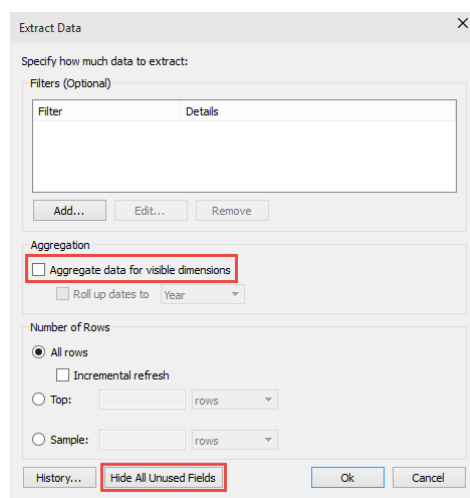 Extract Data
Specify how much data to extract:
Filters (Optional)
Filter Details
Add... Edit... Remove
Aggregation
Aggregate data for visible dimensions
Roll up dates to Year
Number of Rows
All rows
Incremental refresh
Top: rows
Sample: rows
History... Hide All Unused Fields Ok Cancel